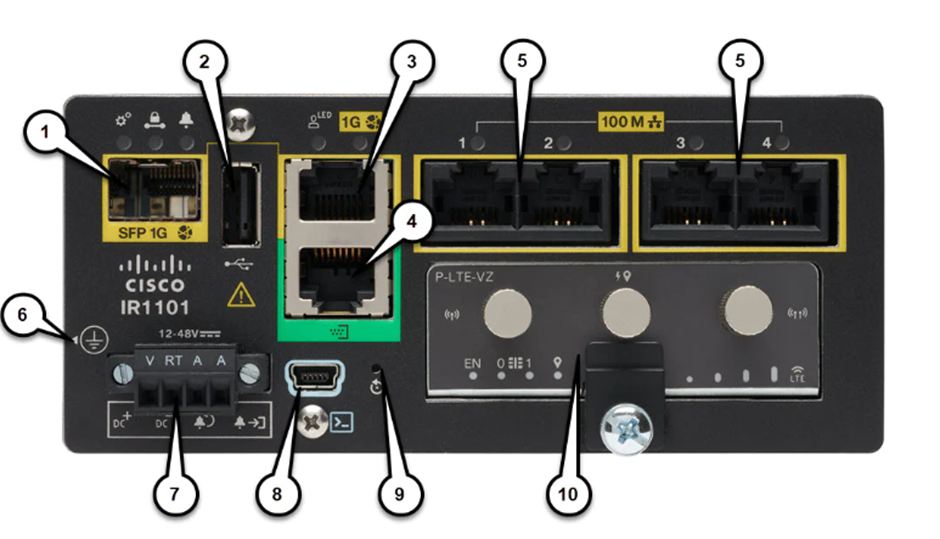 1
2
3
4
5
5
LED
1G
100 M
1
2
3
4
SFP 1G
CISCO
IR1101
P-LTE-VZ
6
12-48V
V RT A A
EN 0 1
LTE
DC+
DC
7
8
9
10